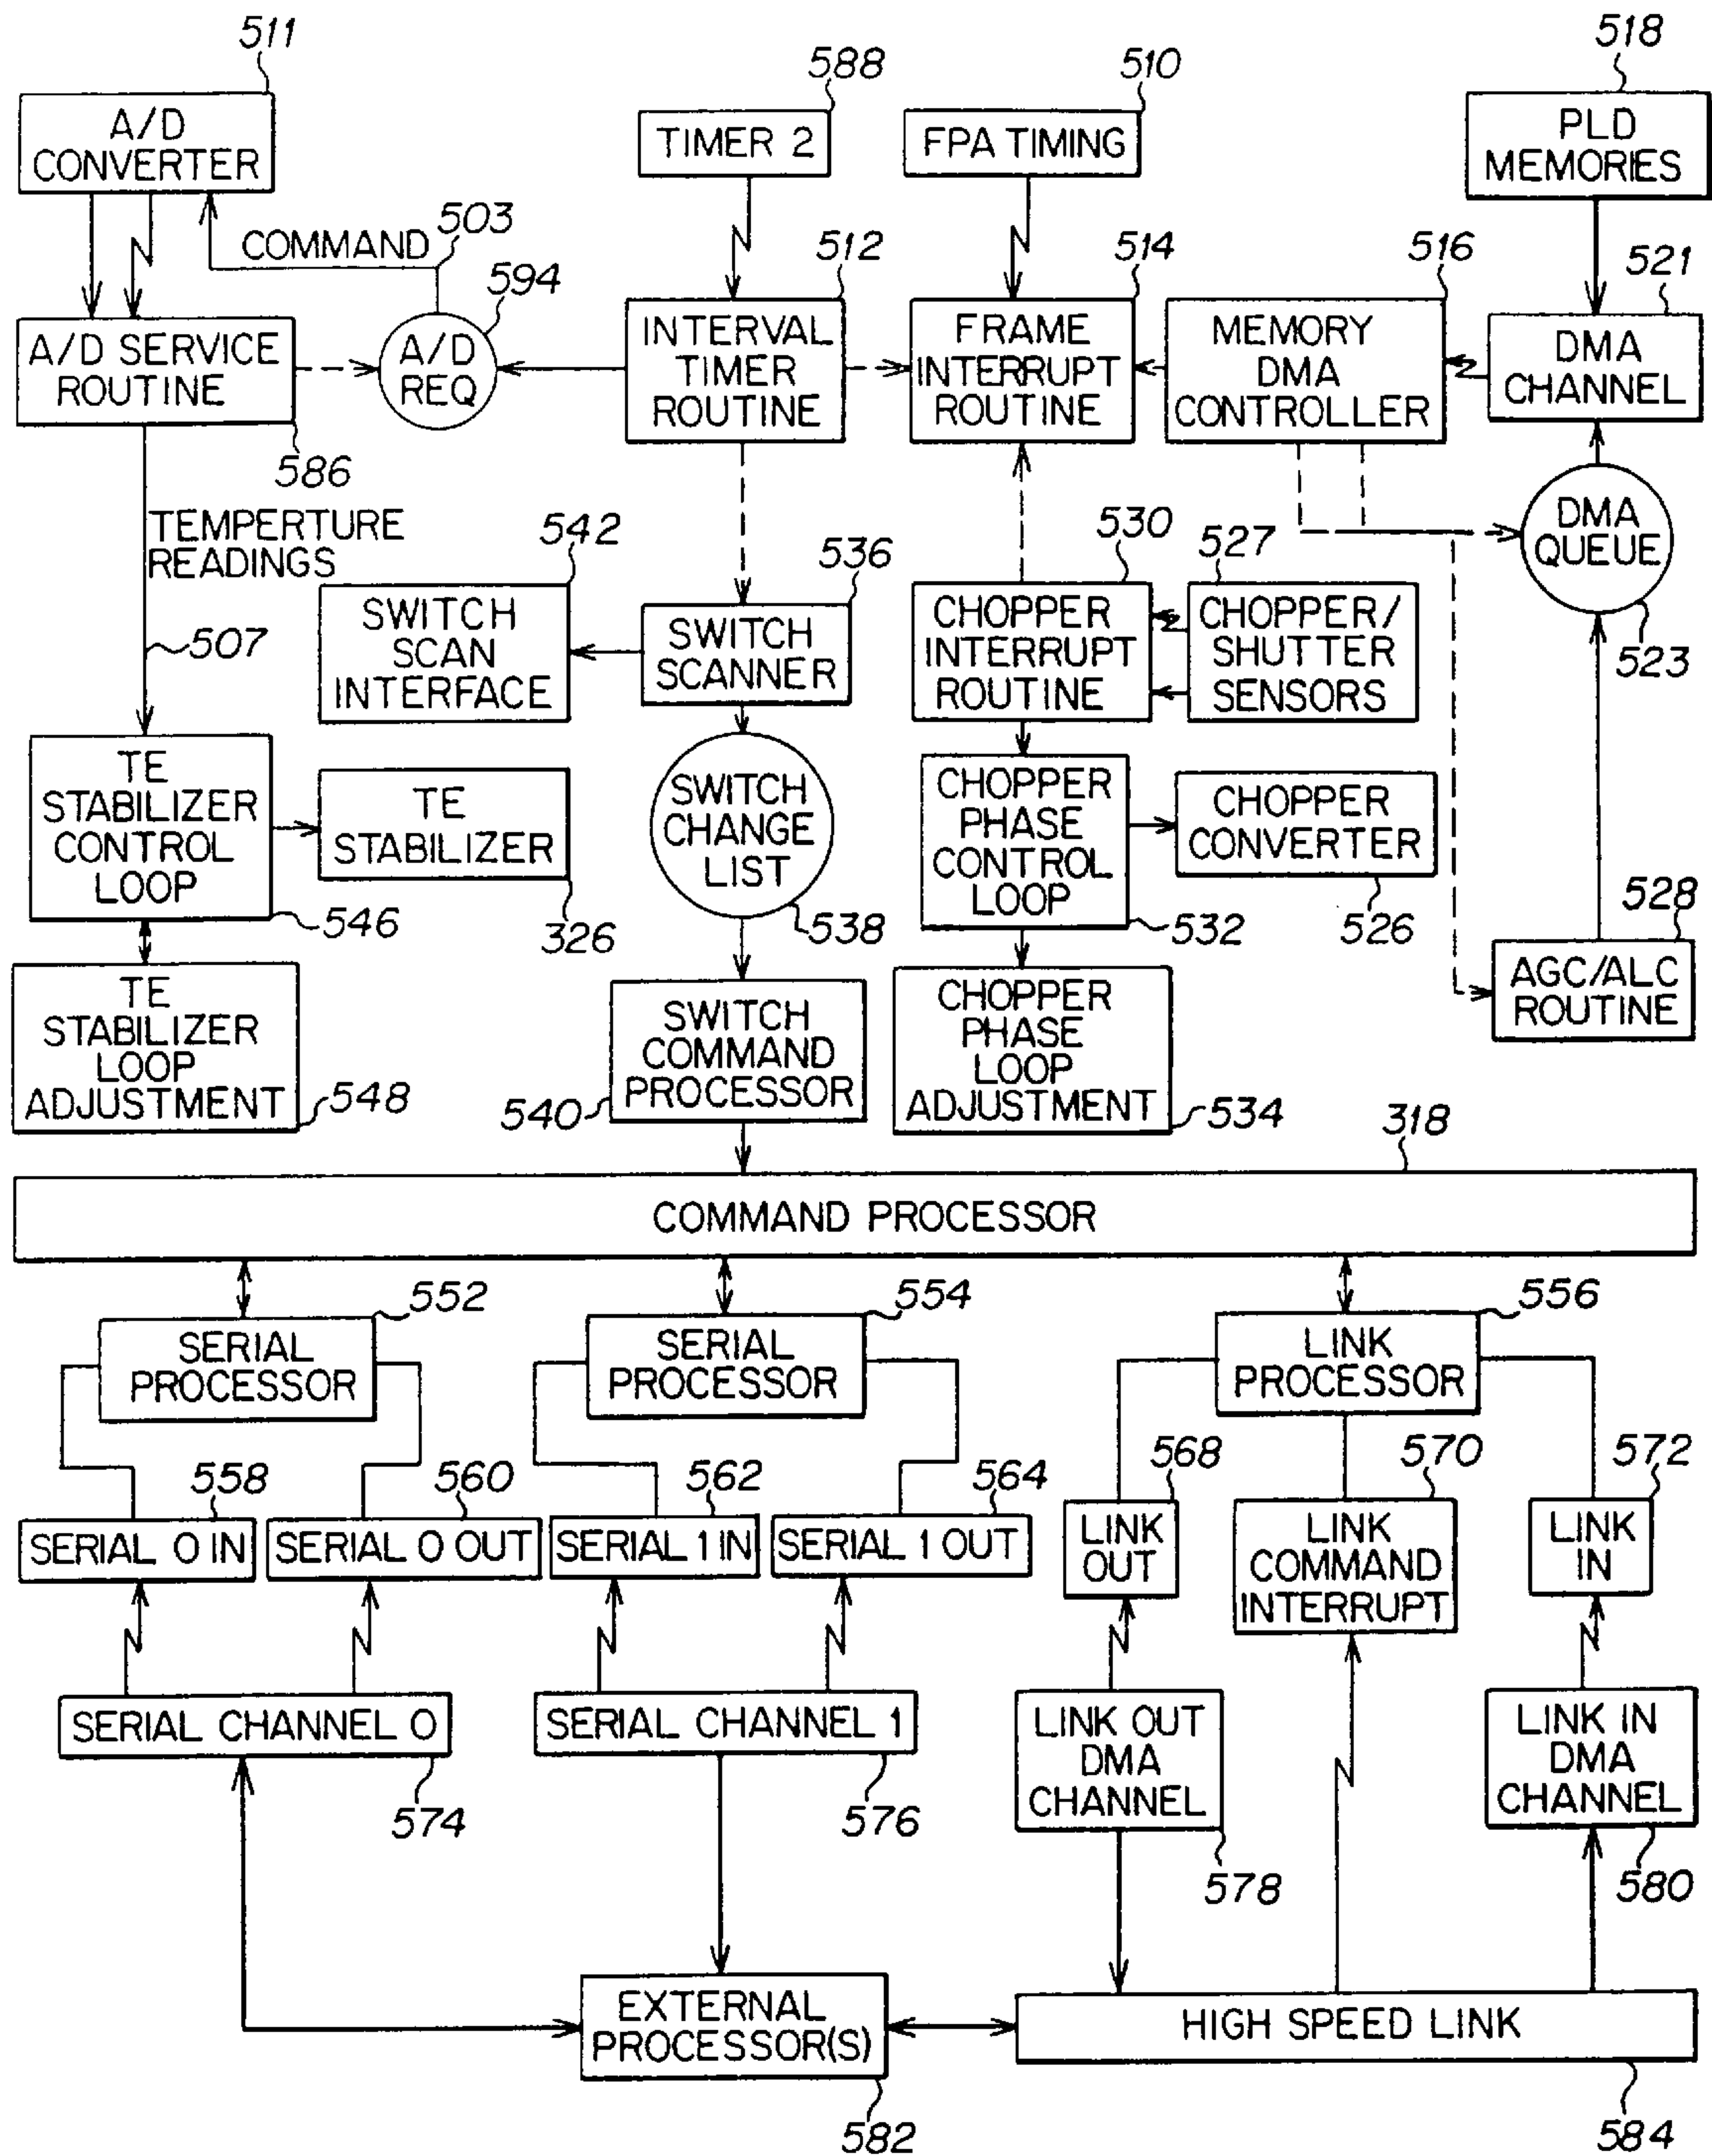 511
588
510
518
A/D
CONVERTER
TIMER 2
FPA TIMING
PLD
MEMORIES
COMMAND
503
594
512
514
516
521
A/D SERVICE
ROUTINE
A/D
REQ
INTERVAL
TIMER
ROUTINE
FRAME
INTERRUPT
ROUTINE
MEMORY
DMA
CONTROLLER
DMA
CHANNEL
586
TEMPERTURE
READINGS
542
536
530
527
DMA
QUEUE
523
507
SWITCH
SCAN
INTERFACE
SWITCH
SCANNER
CHOPPER
INTERRUPT
ROUTINE
CHOPPER/
SHUTTER
SENSORS
TE
STABILIZER
CONTROL
LOOP
TE
STABILIZER
SWITCH
CHANGE
LIST
CHOPPER
PHASE
CONTROL
LOOP
CHOPPER
CONVERTER
546
326
538
532
526
528
TE
STABILIZER
LOOP
ADJUSTMENT
548
SWITCH
COMMAND
PROCESSOR
540
CHOPPER
PHASE
LOOP
ADJUSTMENT
534
AGC/ALC
ROUTINE
318
COMMAND PROCESSOR
552
554
556
SERIAL
PROCESSOR
SERIAL
PROCESSOR
LINK
PROCESSOR
558
560
562
564
568
570
572
SERIAL 0 IN
SERIAL 0 OUT
SERIAL 1 IN
SERIAL 1 OUT
LINK
OUT
LINK
COMMAND
INTERRUPT
LINK
IN
SERIAL CHANNEL 0
SERIAL CHANNEL 1
LINK OUT
DMA
CHANNEL
LINK IN
DMA
CHANNEL
574
576
578
580
EXTERNAL
PROCESSOR(S)
HIGH SPEED LINK
582
584